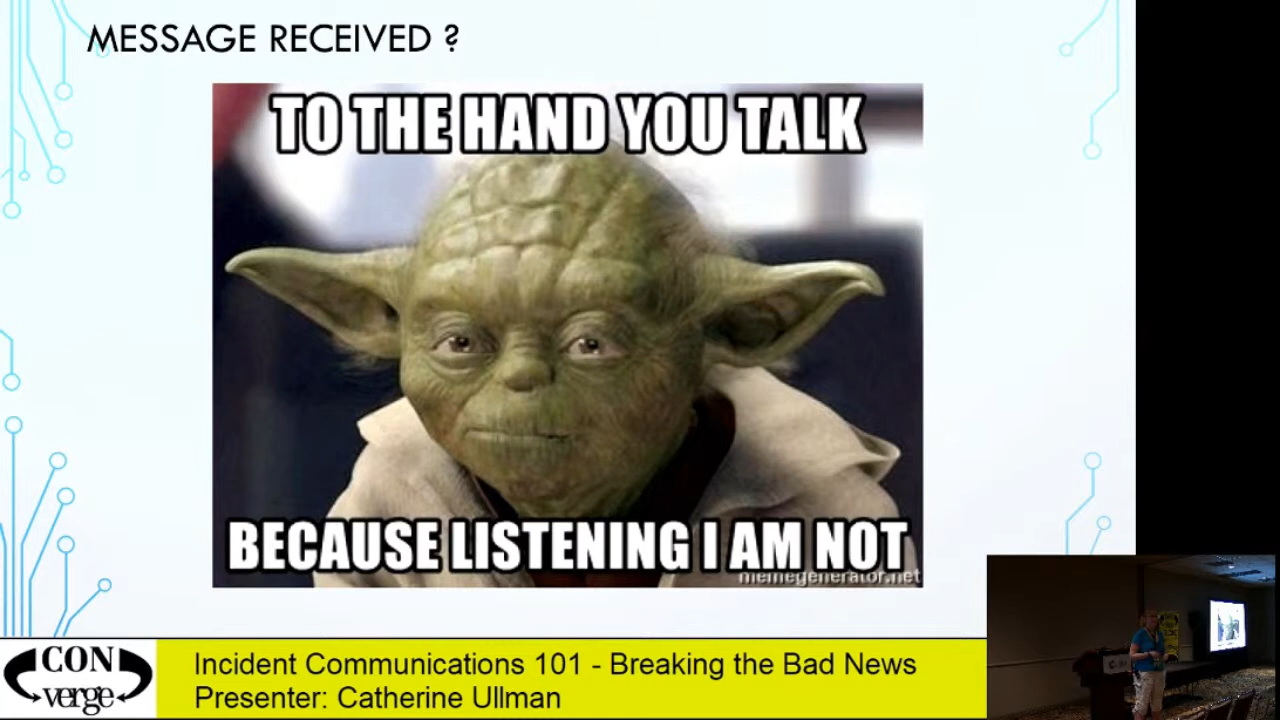 MESSAGE RECEIVED ?
TO THE HAND YOU TALK
BECAUSE LISTENING I AM NOT
memegenerator.net
CON
verge
Incident Communications 101 - Breaking the Bad News
Presenter: Catherine Ullman